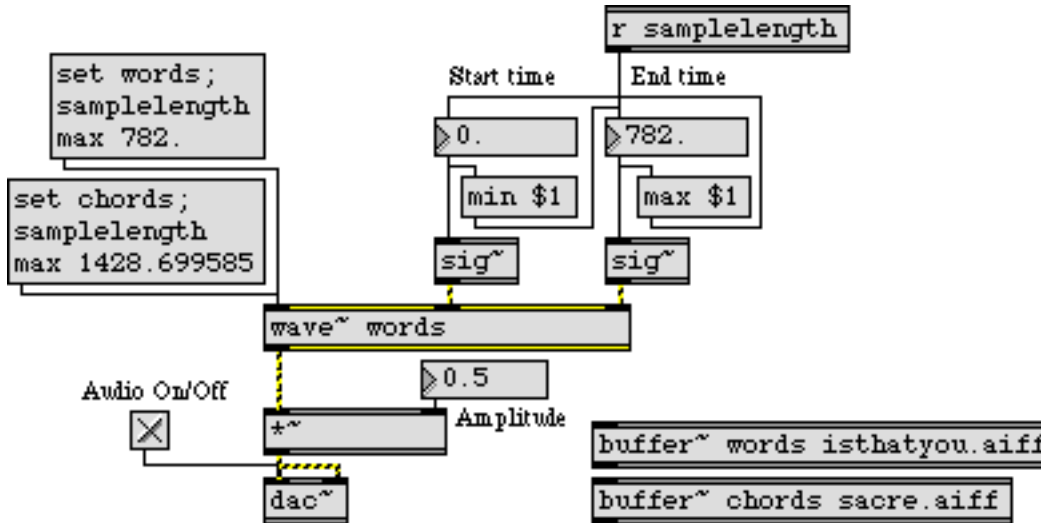 r samplelength
set words;
samplelength
max 782.
Start time
End time
0.
782.
min $1
max $1
set chords;
samplelength
max 1428.699585
sig~
sig~
wave~ words
0.5
Audio On/Off
Amplitude
*~
buffer~ words isthatyou.aiff
dac~
buffer~ chords sacre.aiff